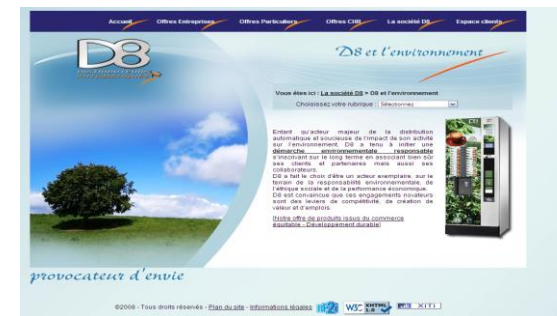 Accueil Offres Entreprises Offres Particuliers Offres CHR La société D8 Espace clients
D8
D8 et l'environnement
Vous êtes ici : La société D8 > D8 et l'environnement
Choisissez votre rubrique : Sélectionnez
Entant qu'acteur majeur de la distribution
automatique et soucieuse de l'impact de son activité
sur l'environnement, D8 a tenu à initier une
démarche environnementale responsable
s'inscrivant sur le long terme en associant bien sûr
ses clients et partenaires mais aussi ses
collaborateurs.
D8 a fait le choix d'être un acteur exemplaire, sur le
terrain de la responsabilité environnementale, de
l'éthique sociale et de la performance économique.
D8 est convaincue que ces engagements novateurs
sont des leviers de compétitivité, de création de
valeur et d'emplois.
[Notre offre de produits issus du commerce
équitable - Développement durable]
provocateur d'envie
©2008 - Tous droits réservés - Plan du site - Informations légales W3C XHTML 1.0 XiTi